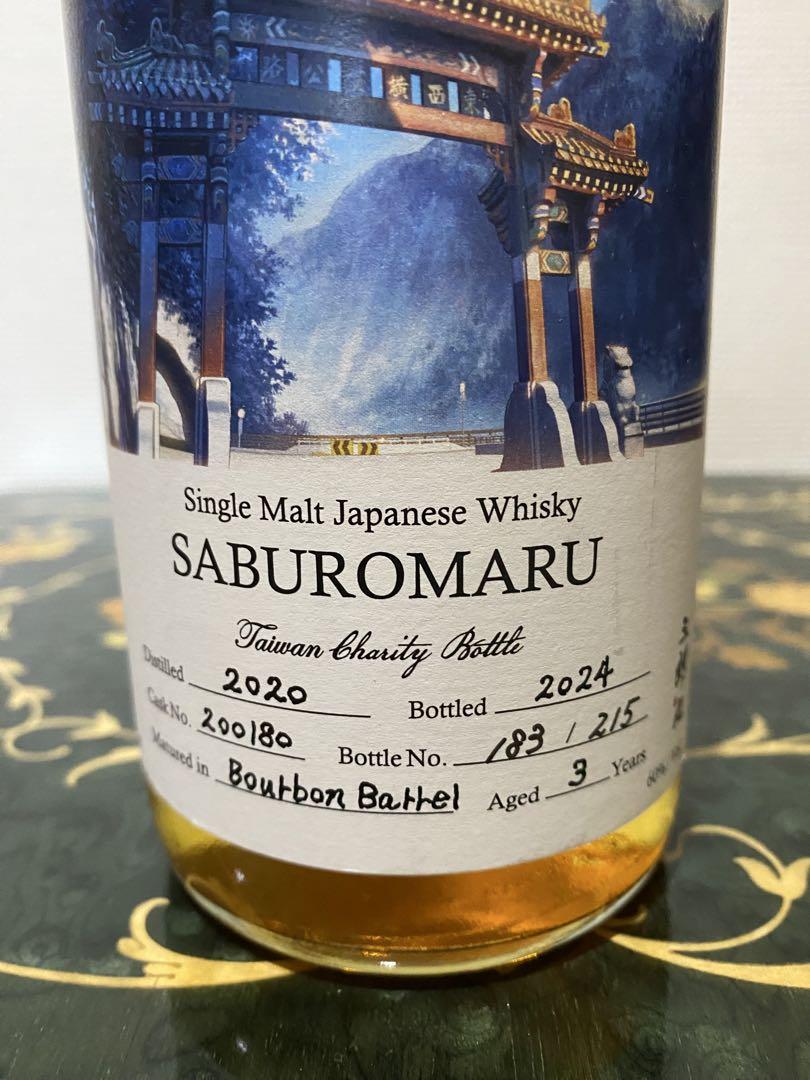 路公貫橫西東
Single Malt Japanese Whisky
SABUROMARU
Taiwan Charity Bottle
Distilled 2020 Bottled 2024
Cask No. 200180 Bottle No. 183 / 215
Matured in Bourbon Barrel Aged 3 Years
60%